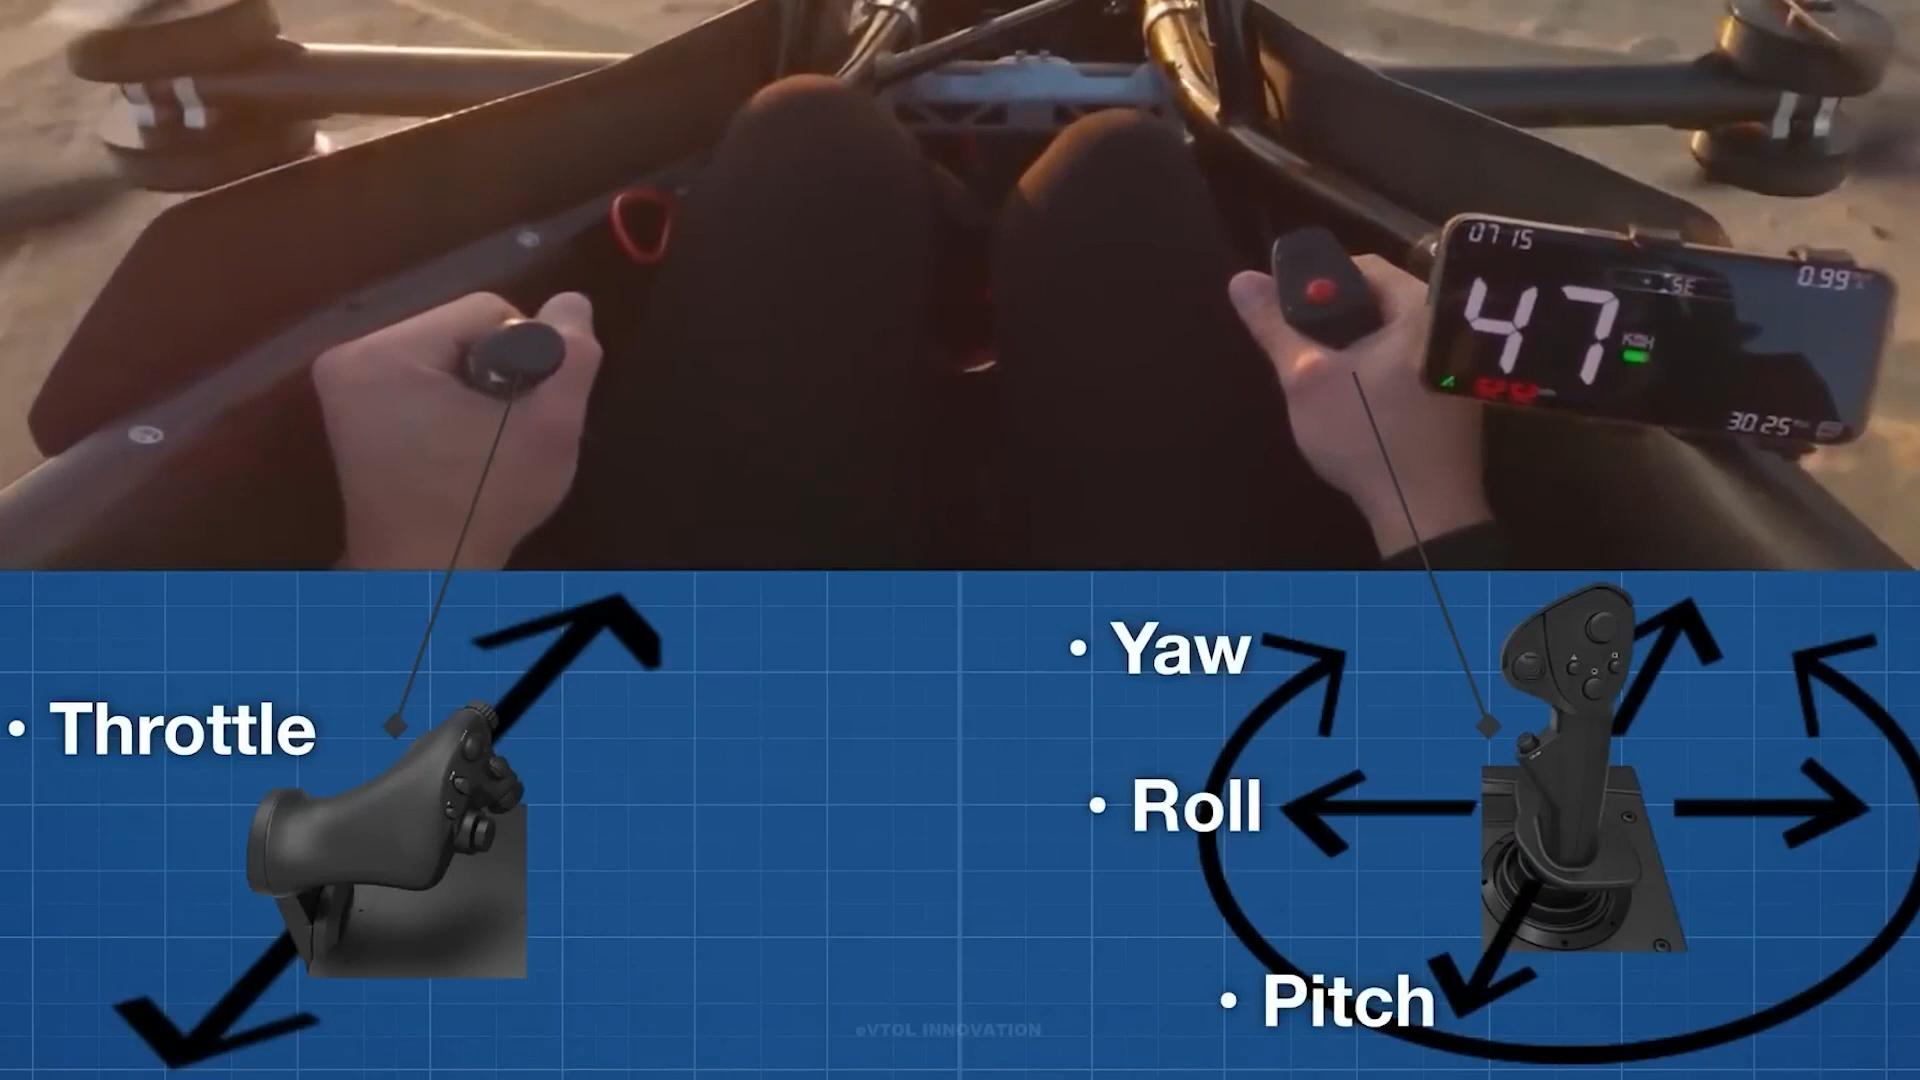 07 15
SE
0.99
47
KMH
30.25
• Yaw
• Throttle
• Roll
• Pitch
eVTOL INNOVATION